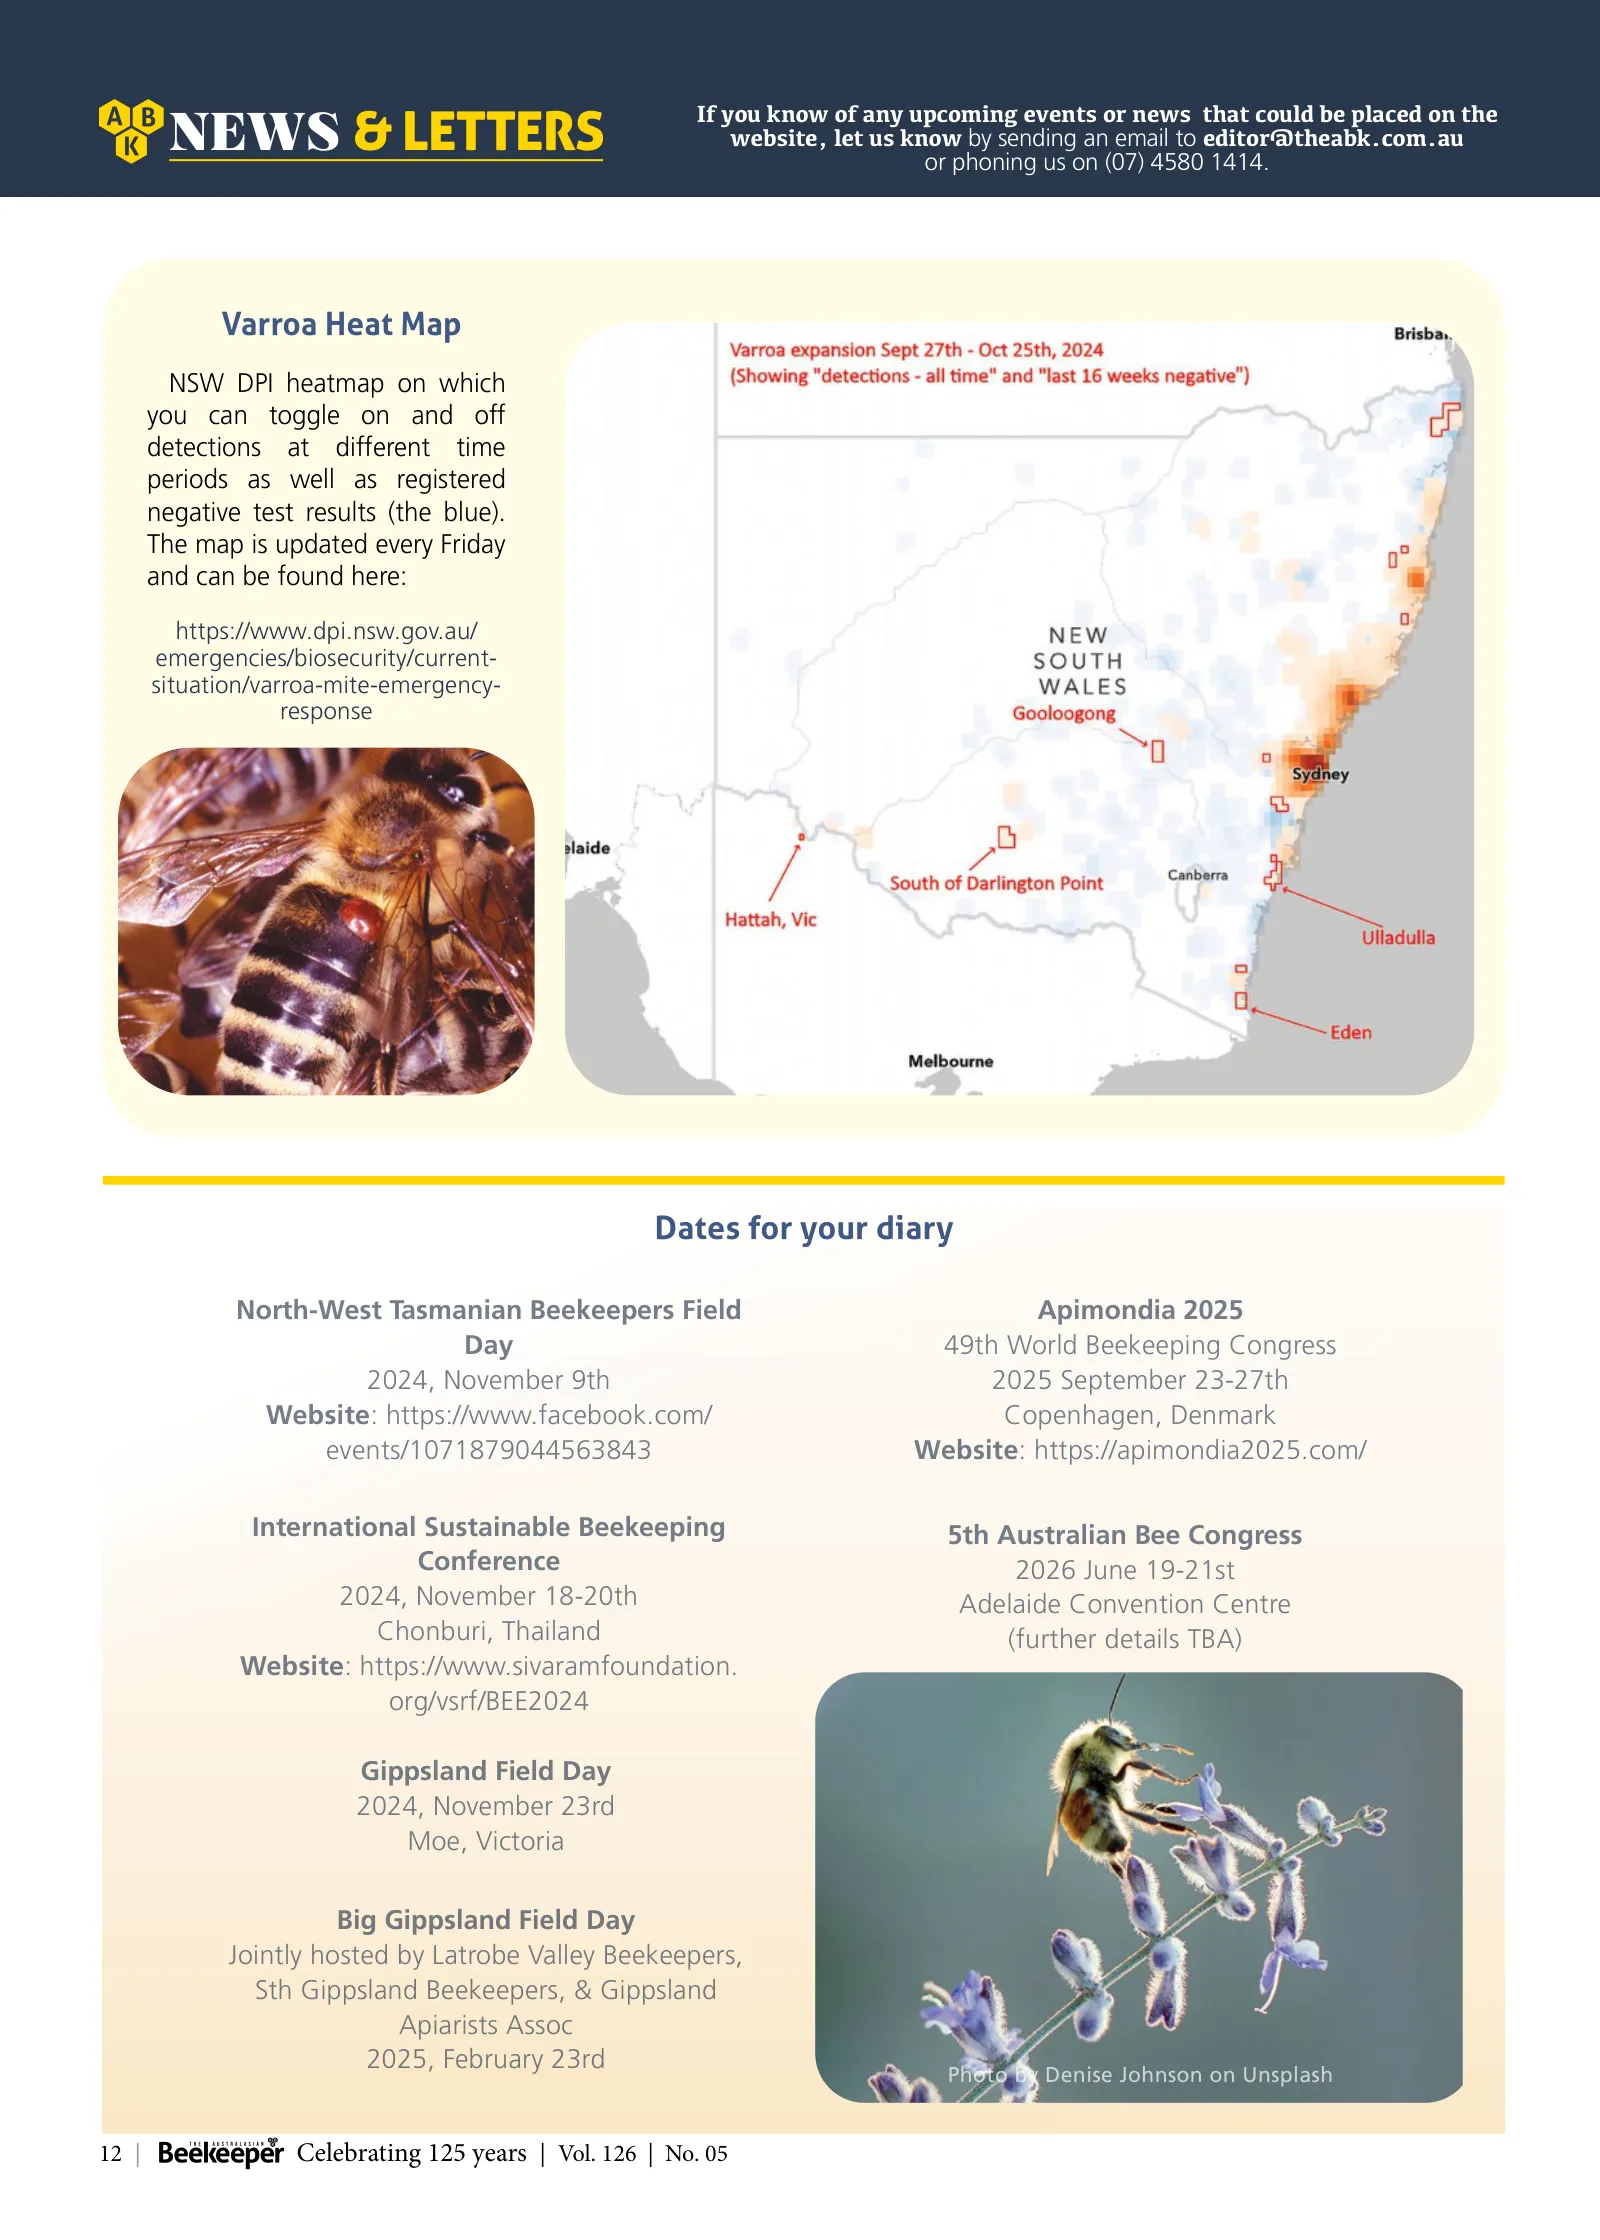 A B K NEWS & LETTERS
If you know of any upcoming events or news that could be placed on the
website, let us know by sending an email to editor@theabk.com.au
or phoning us on (07) 4580 1414.
Varroa Heat Map
NSW DPI heatmap on which
you can toggle on and off
detections at different time
periods as well as registered
negative test results (the blue).
The map is updated every Friday
and can be found here:
https://www.dpi.nsw.gov.au/
emergencies/biosecurity/current-
situation/varroa-mite-emergency-
response
Brisba
Varroa expansion Sept 27th - Oct 25th, 2024
(Showing "detections - all time" and "last 16 weeks negative")
NEW
SOUTH
WALES
Gooloogong
Sydney
elaide
South of Darlington Point
Canberra
Hattah, Vic
Ulladulla
Eden
Melbourne
Dates for your diary
North-West Tasmanian Beekeepers Field
Day
2024, November 9th
Website: https://www.facebook.com/
events/1071879044563843
International Sustainable Beekeeping
Conference
2024, November 18-20th
Chonburi, Thailand
Website: https://www.sivaramfoundation.
org/vsrf/BEE2024
Gippsland Field Day
2024, November 23rd
Moe, Victoria
Big Gippsland Field Day
Jointly hosted by Latrobe Valley Beekeepers,
Sth Gippsland Beekeepers, & Gippsland
Apiarists Assoc
2025, February 23rd
Apimondia 2025
49th World Beekeeping Congress
2025 September 23-27th
Copenhagen, Denmark
Website: https://apimondia2025.com/
5th Australian Bee Congress
2026 June 19-21st
Adelaide Convention Centre
(further details TBA)
Photo by Denise Johnson on Unsplash
12 | THE AUSTRALASIAN Beekeeper Celebrating 125 years | Vol. 126 | No. 05